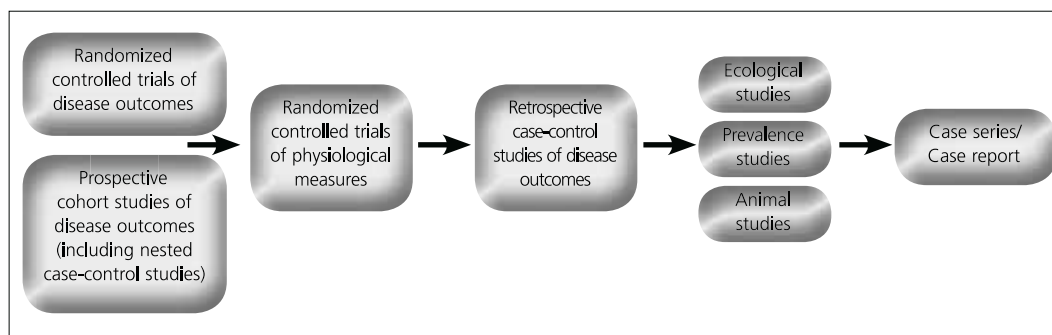 Randomized
controlled trials of
disease outcomes
Prospective
cohort studies of
disease outcomes
(including nested
case-control studies)
Randomized
controlled trials
of physiological
measures
Retrospective
case-control
studies of disease
outcomes
Ecological
studies
Prevalence
studies
Animal
studies
Case series/
Case report